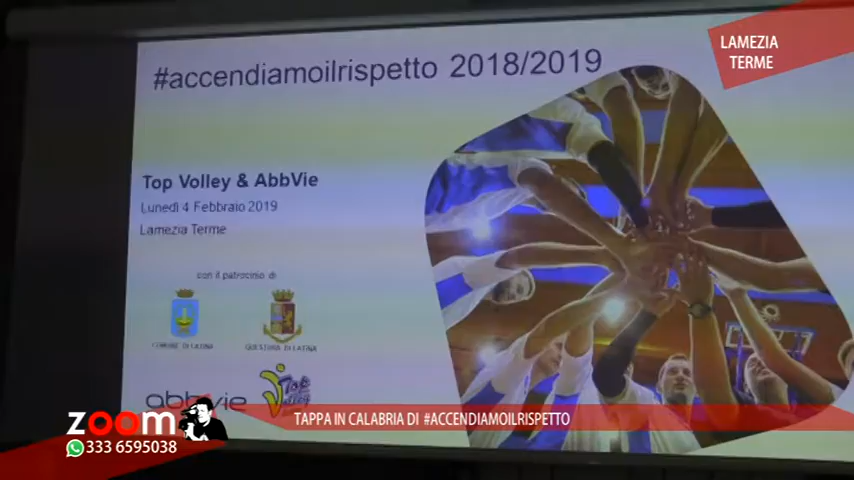 #accendiamoilrispetto 2018/2019
LAMEZIA
TERME
Top Volley & AbbVie
Lunedì 4 Febbraio 2019
Lamezia Terme
con il patrocinio di
COMUNE DI LATINA
QUESTURA DI LATINA
abbvie
Top
Volley
zoom
TAPPA IN CALABRIA DI #ACCENDIAMOILRISPETTO
333 6595038